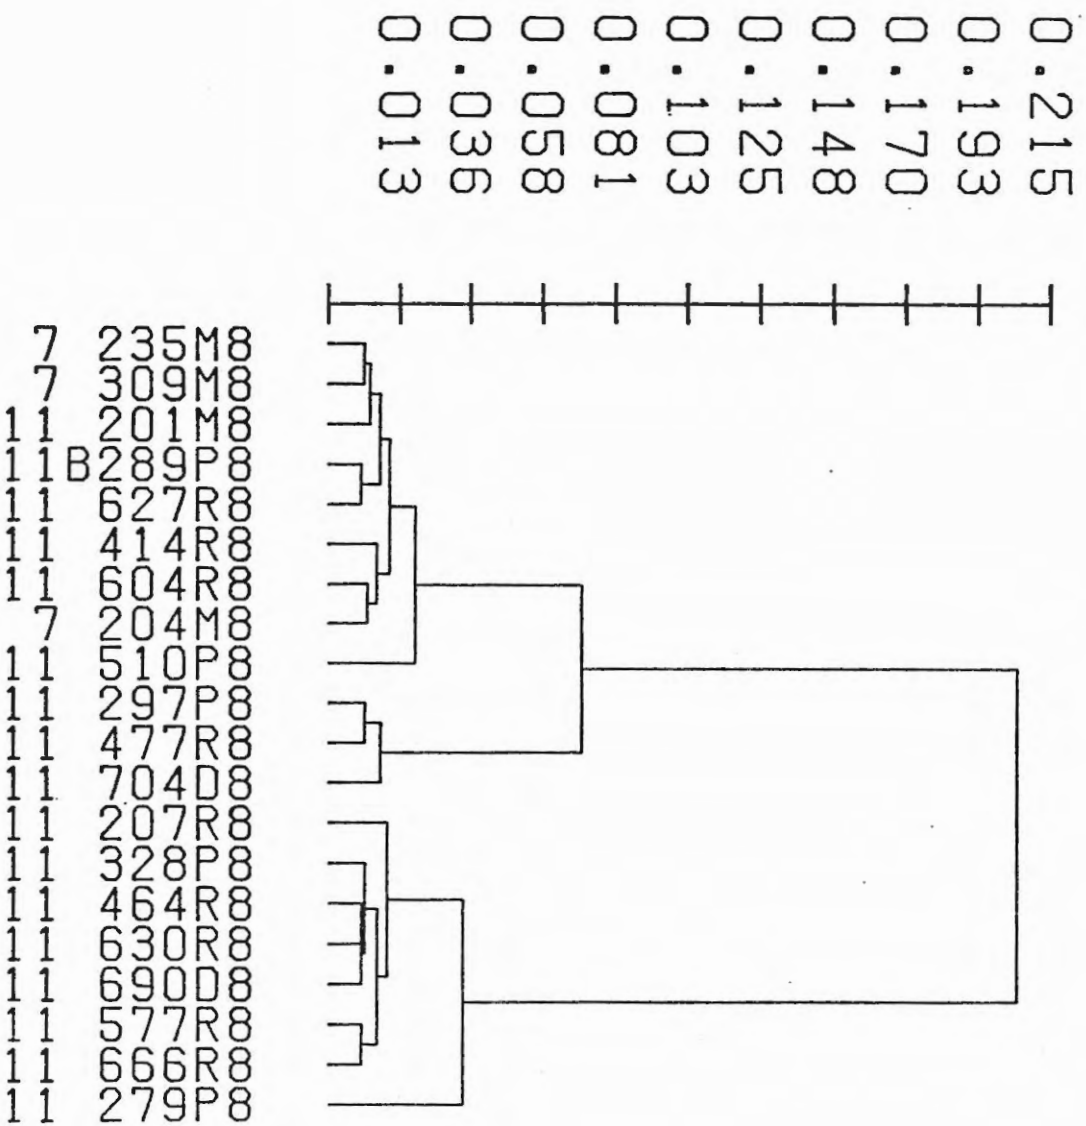 0.013
0.036
0.058
0.081
0.103
0.125
0.148
0.170
0.193
0.215
7 235M8
7 309M8
11 201M8
11B289P8
11 627R8
11 414R8
11 604R8
7 204M8
11 510P8
11 297P8
11 477R8
11 704D8
11 207R8
11 328P8
11 464R8
11 630R8
11 690D8
11 577R8
11 666R8
11 279P8